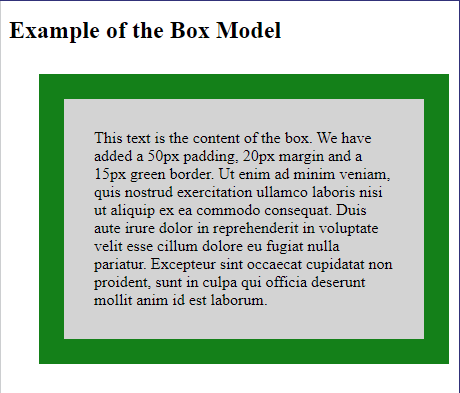 Example of the Box Model
This text is the content of the box. We have
added a 50px padding, 20px margin and a
15px green border. Ut enim ad minim veniam,
quis nostrud exercitation ullamco laboris nisi
ut aliquip ex ea commodo consequat. Duis
aute irure dolor in reprehenderit in voluptate
velit esse cillum dolore eu fugiat nulla
pariatur. Excepteur sint occaecat cupidatat non
proident, sunt in culpa qui officia deserunt
mollit anim id est laborum.